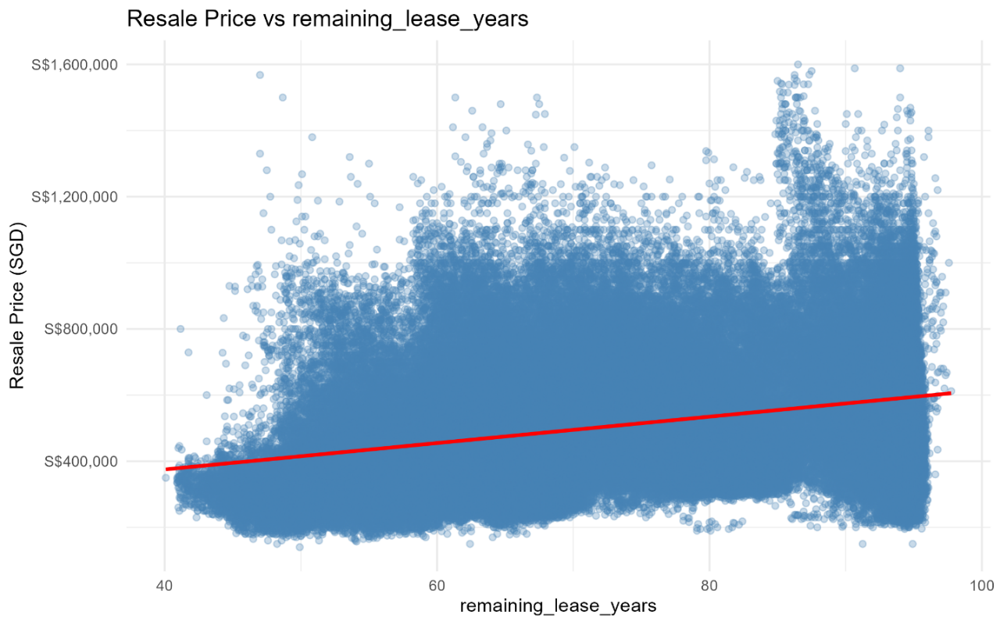 Resale Price vs remaining_lease_years
S$1,600,000
S$1,200,000
S$800,000
S$400,000
Resale Price (SGD)
40 60 80 100
remaining_lease_years